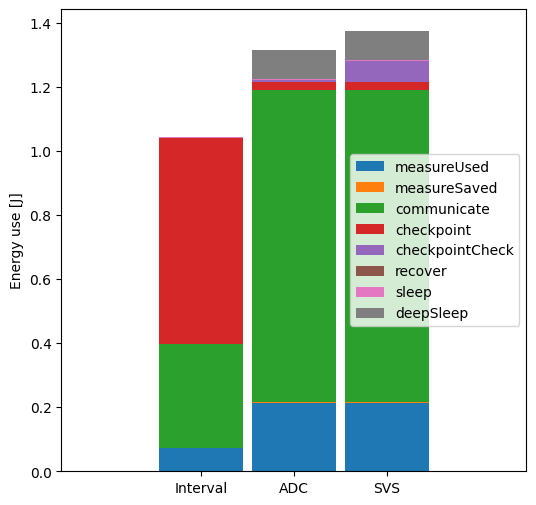 1.4
1.2
1.0
0.8
0.6
0.4
0.2
0.0
Energy use [J]
measureUsed
measureSaved
communicate
checkpoint
checkpointCheck
recover
sleep
deepSleep
Interval
ADC
SVS